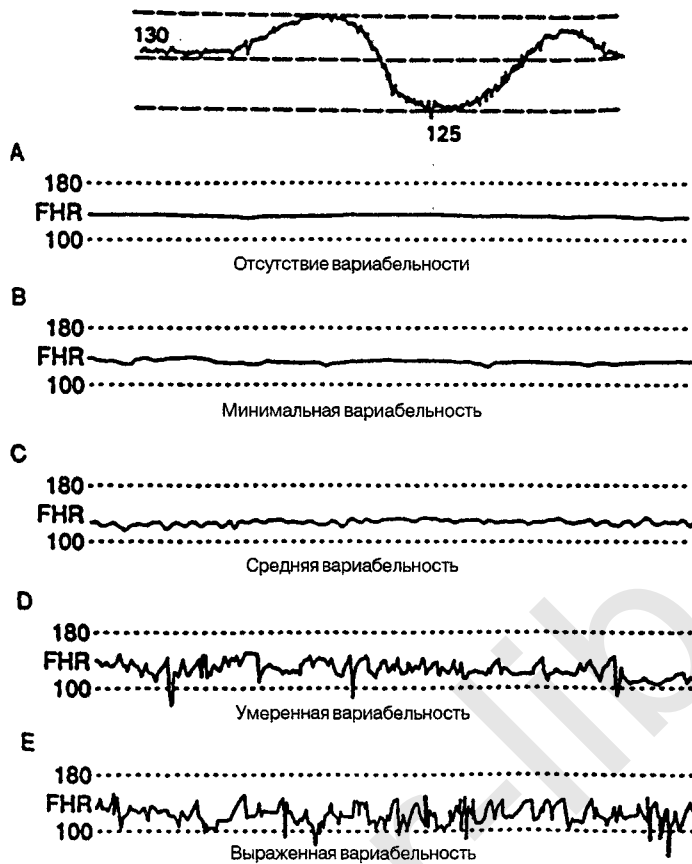 130
125
A
180
FHR
100
Отсутствие вариабельности
B
180
FHR
100
Минимальная вариабельность
C
180
FHR
100
Средняя вариабельность
D
180
FHR
100
Умеренная вариабельность
E
180
FHR
100
Выраженная вариабельность